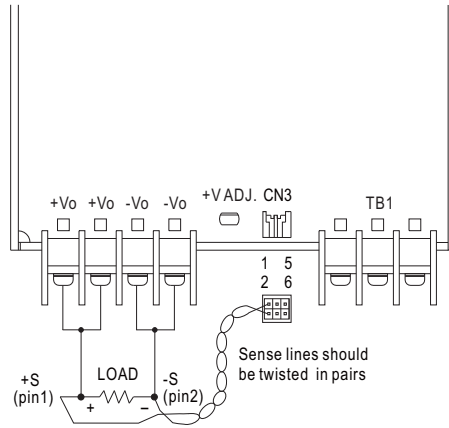 +Vo +Vo -Vo -Vo +V ADJ. CN3 TB1
1 5
2 6
Sense lines should
be twisted in pairs
+S
(pin1)
LOAD
-S
(pin2)
+ −